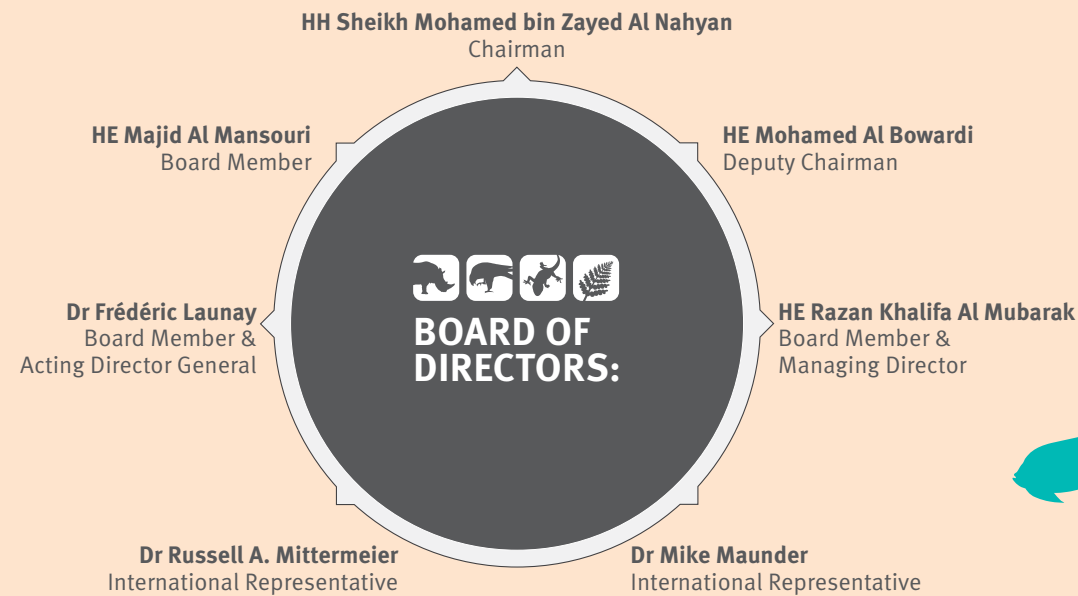 HH Sheikh Mohamed bin Zayed Al Nahyan
Chairman
HE Majid Al Mansouri
Board Member
HE Mohamed Al Bowardi
Deputy Chairman
Dr Frédéric Launay
Board Member &
Acting Director General
BOARD OF
DIRECTORS:
HE Razan Khalifa Al Mubarak
Board Member &
Managing Director
Dr Russell A. Mittermeier
International Representative
Dr Mike Maunder
International Representative